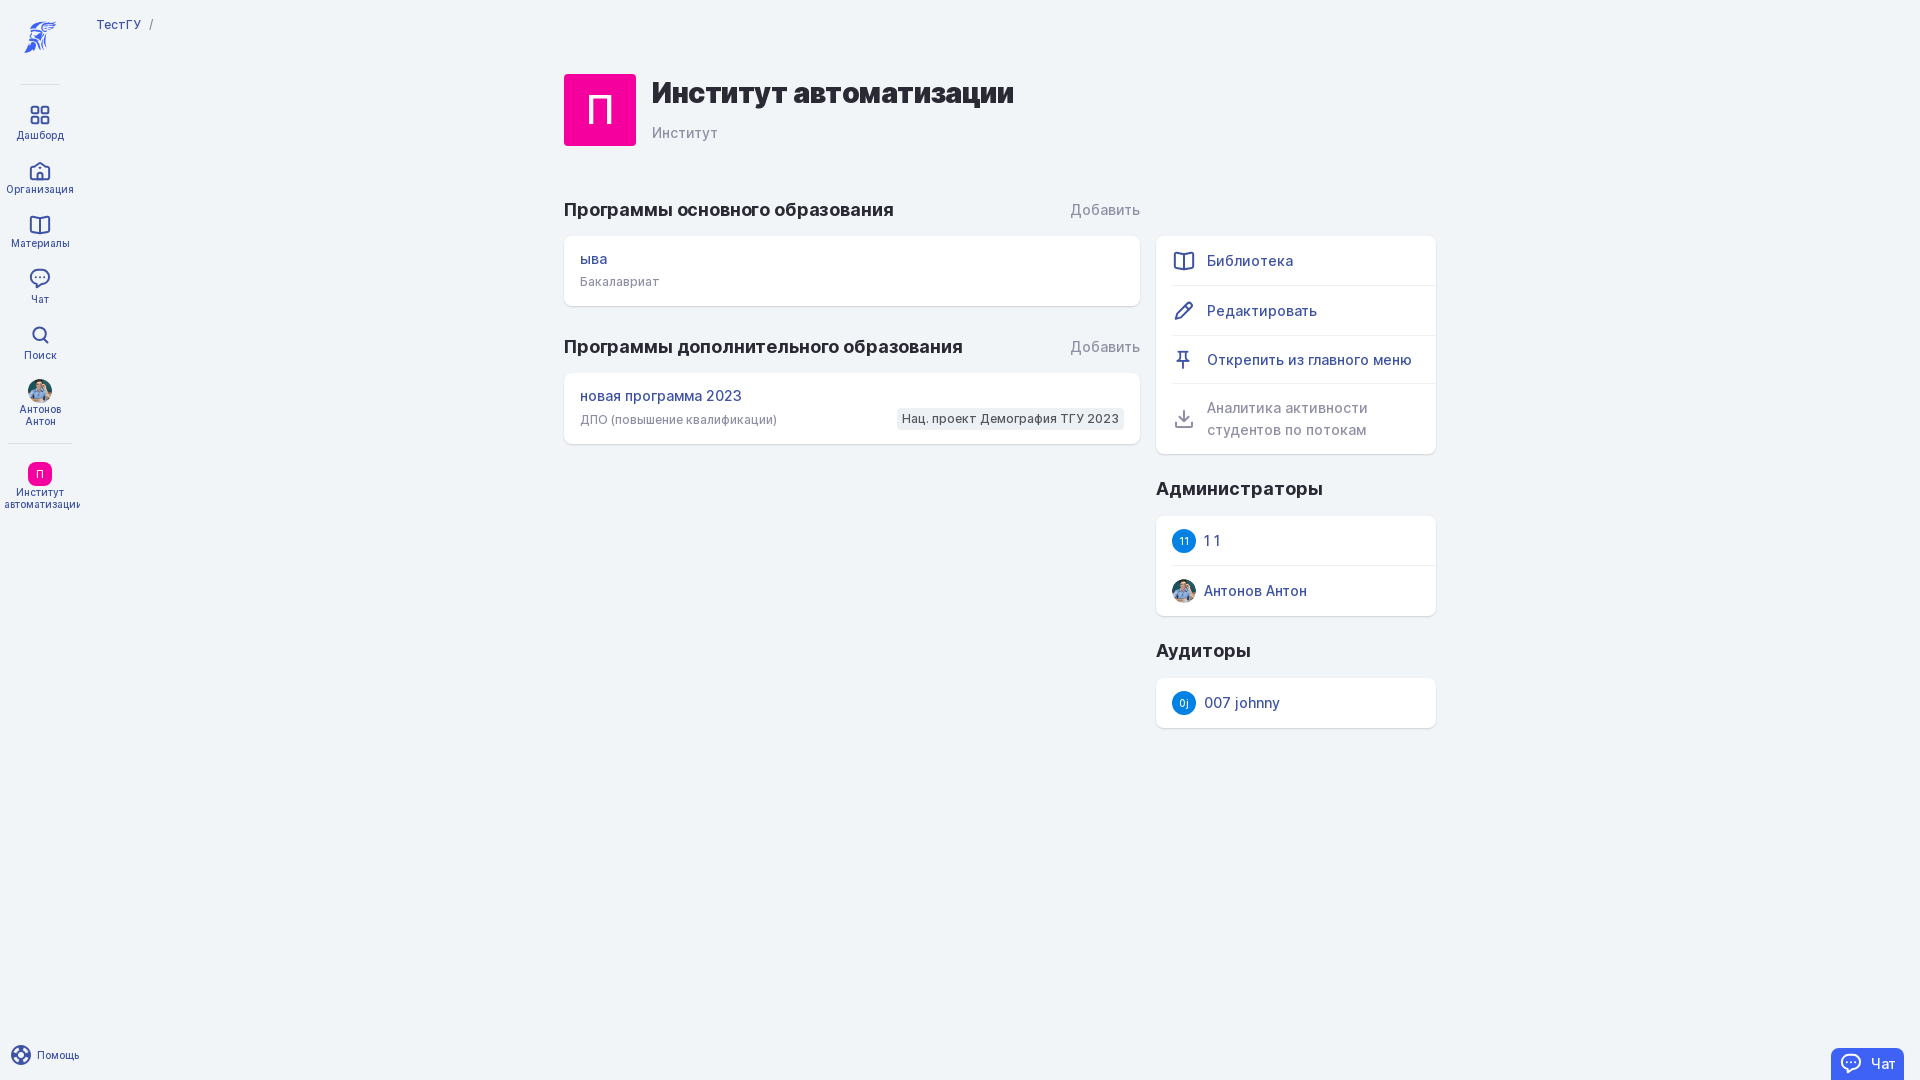 ТестГУ /
Дашборд
Организация
Материалы
Чат
Поиск
Антонов
Антон
П
Институт
автоматизации
Помощь
П
Институт автоматизации
Институт
Программы основного образования
Добавить
ыва
Бакалавриат
Программы дополнительного образования
Добавить
новая программа 2023
ДПО (повышение квалификации)
Нац. проект Демография ТГУ 2023
Библиотека
Редактировать
Открепить из главного меню
Аналитика активности
студентов по потокам
Администраторы
11 1 1
Антонов Антон
Аудиторы
0j 007 johnny
Чат